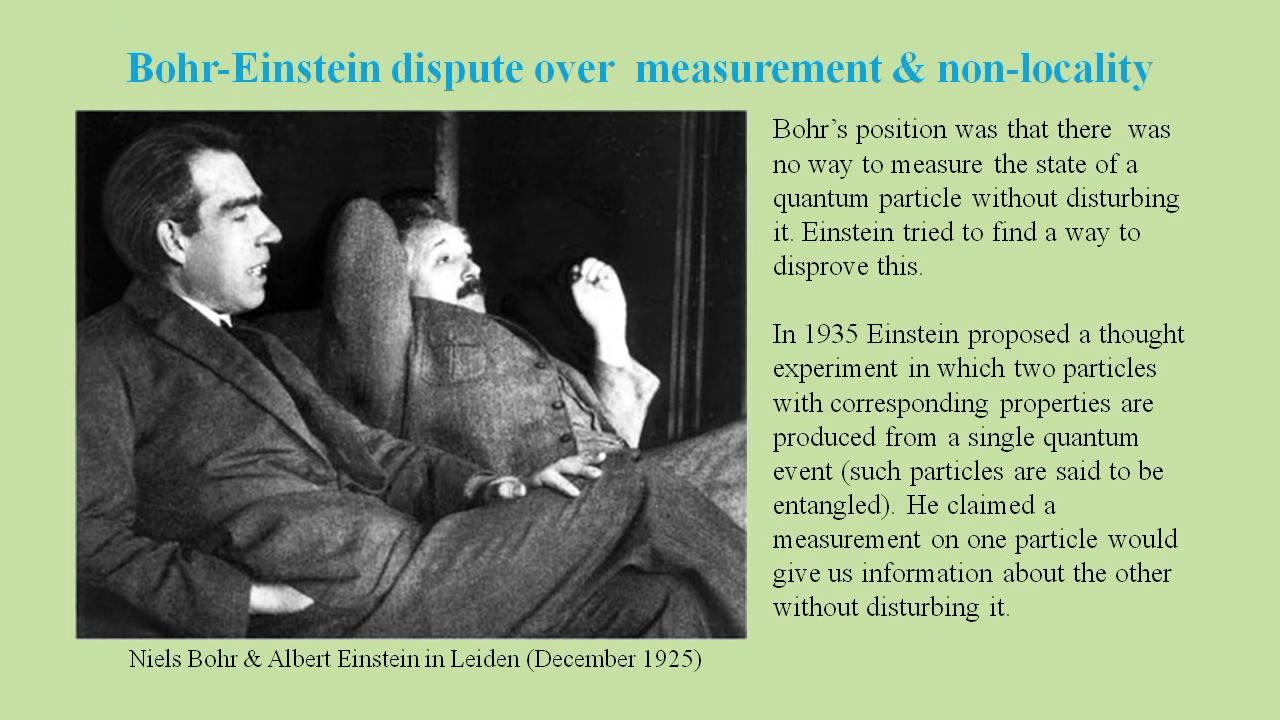 Bohr-Einstein dispute over  measurement & non-locality
Bohr’s position was that there  was
no way to measure the state of a
quantum particle without disturbing
it. Einstein tried to find a way to
disprove this.
In 1935 Einstein proposed a thought
experiment in which two particles
with corresponding properties are
produced from a single quantum
event (such particles are said to be
entangled). He claimed a
measurement on one particle would
give us information about the other
without disturbing it.
Niels Bohr & Albert Einstein in Leiden (December 1925)